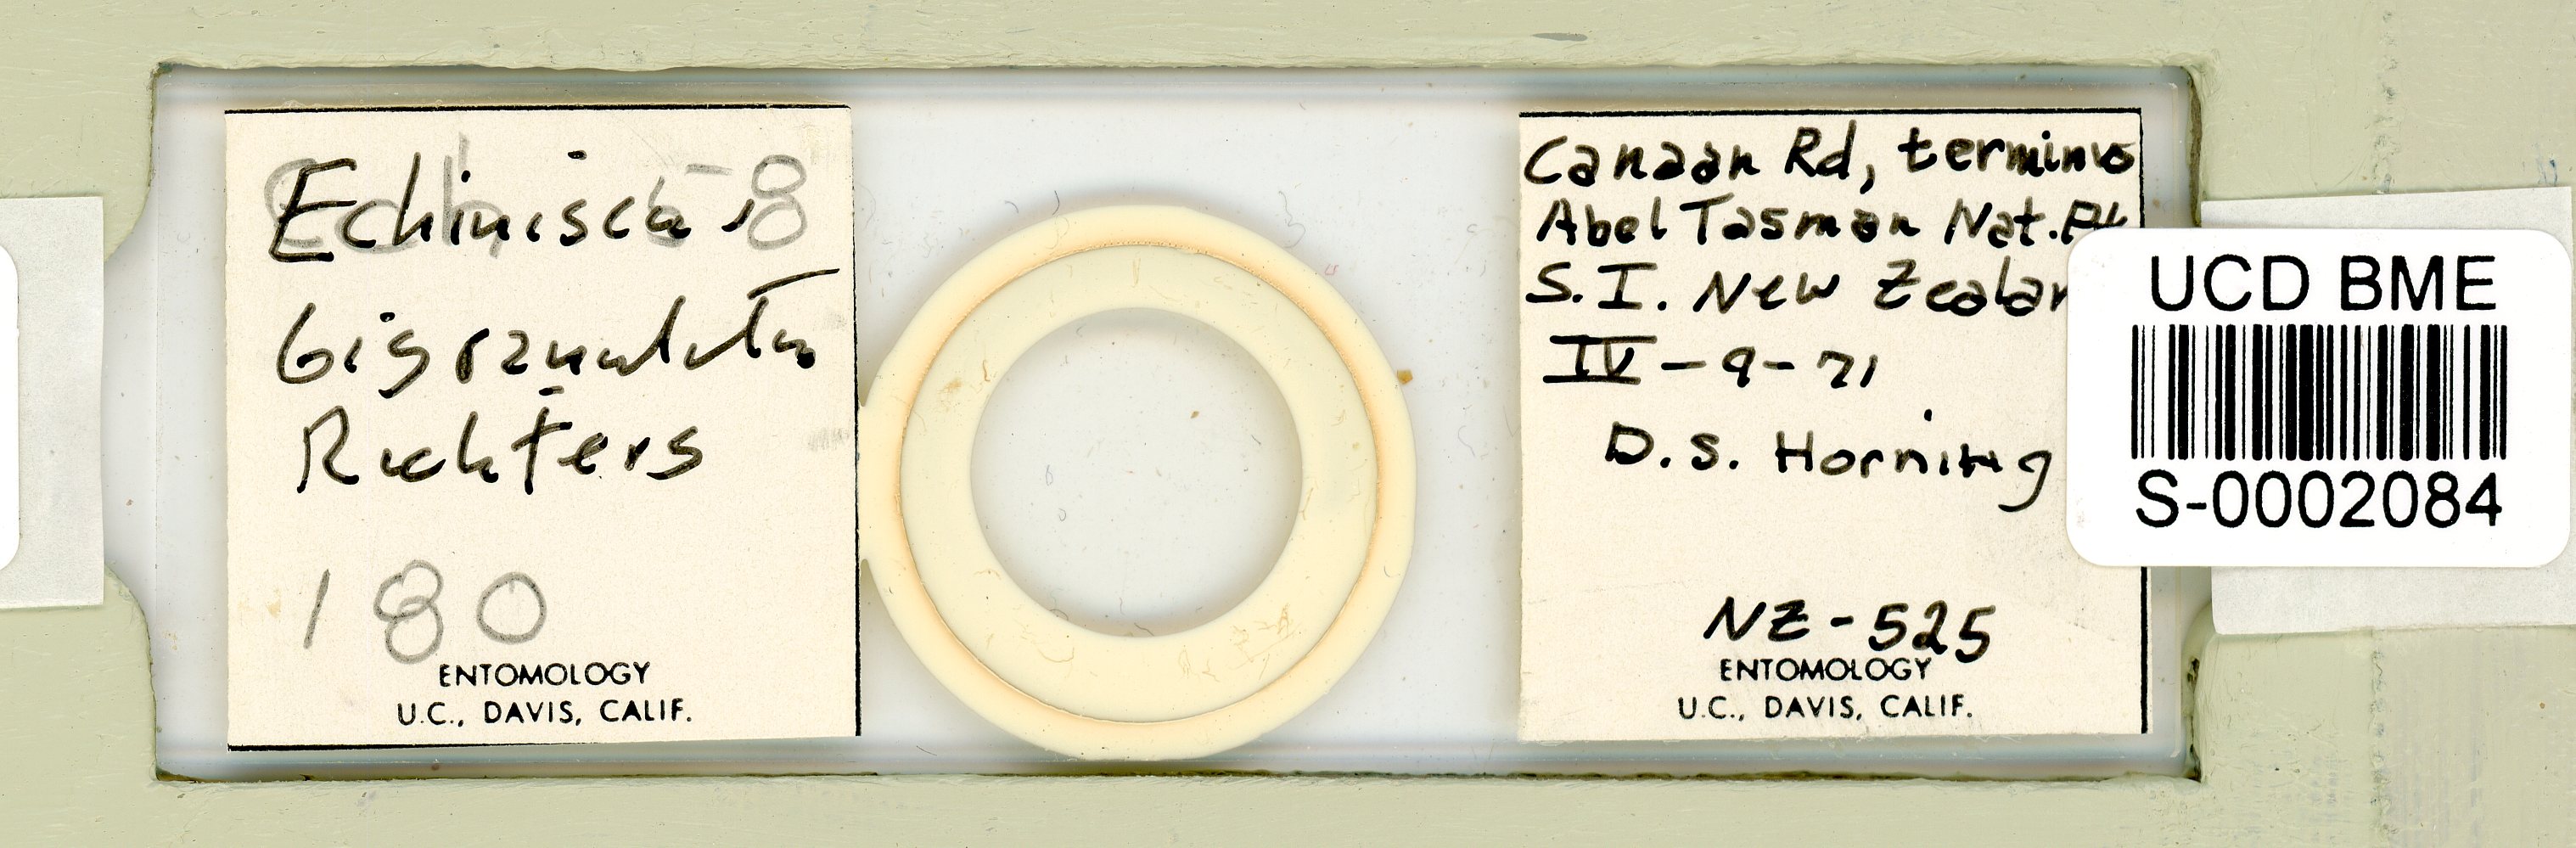 Echiniscus
bigranulatus
Richters
180
ENTOMOLOGY
U.C., DAVIS, CALIF.
Canaan Rd, terminus
Abel Tasman Nat. Pk
S. I. New Zealan
IV-9-71
D. S. Horning
NZ-525
ENTOMOLOGY
U.C., DAVIS, CALIF.
UCD BME
S-0002084